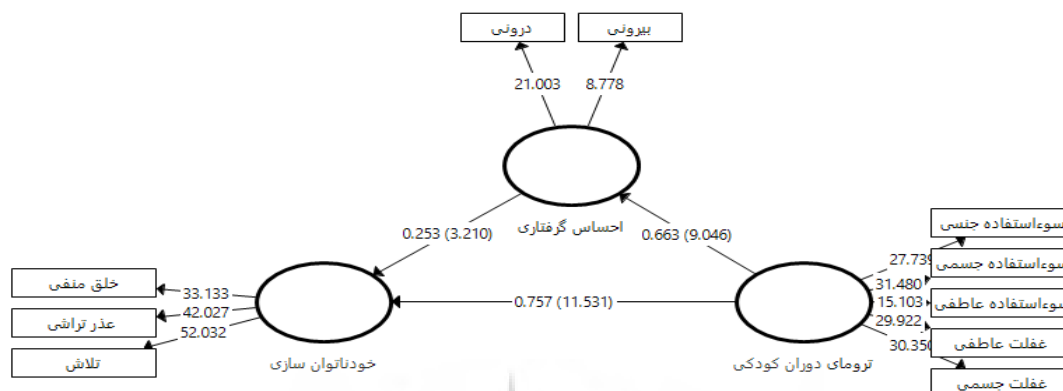 درونی
بیرونی
21.003
8.778
احساس گرفتاری
0.253 (3.210)
0.663 (9.046)
سوءاستفاده جنسی
27.739
سوءاستفاده جسمی
31.480
خلق منفی
33.133
0.757 (11.531)
15.103
سوءاستفاده عاطفی
عذر تراشی
42.027
29.922
غفلت عاطفی
52.032
30.350
تلاش
خودناتوان سازی
ترومای دوران کودکی
غفلت جسمی